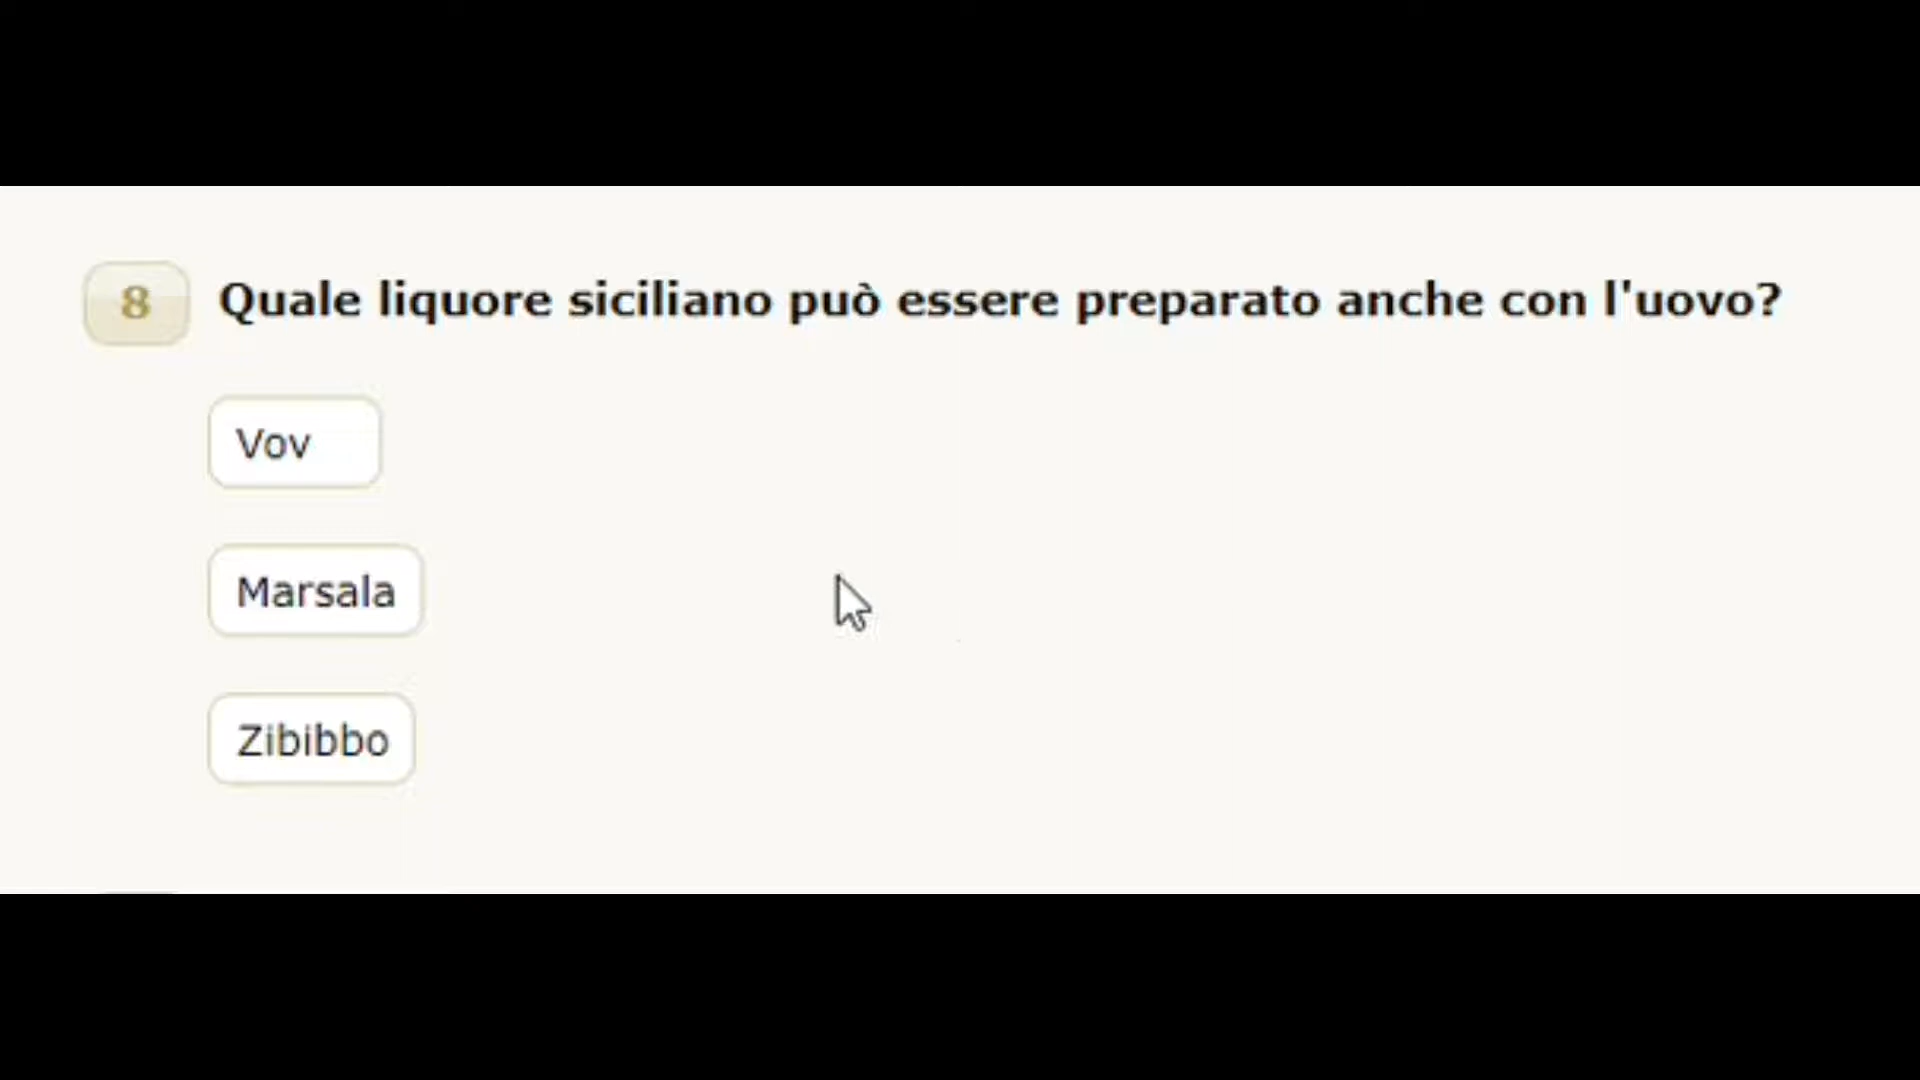 8 Quale liquore siciliano può essere preparato anche con l'uovo?
Vov
Marsala
Zibibbo